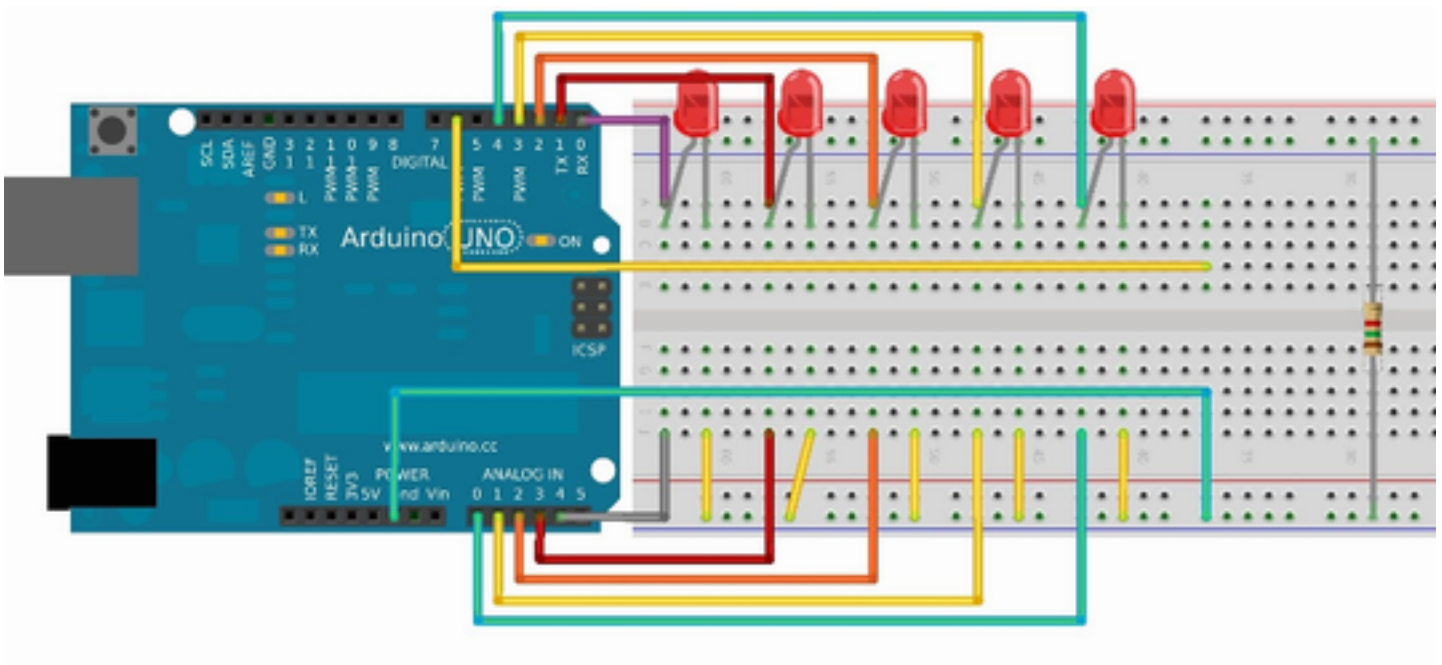 SCL
SDA
AREF
GND
13
12
PWM 11
PWM 10
PWM 9
8
DIGITAL
7
PWM
5
PWM
4
3
PWM
2
1
TX
0
RX
L
TX
RX
Arduino UNO ON
ICSP
www.arduino.cc
POWER
ANALOG IN
IOREF
RESET
3V3
5V
nd
Vin
0 1 2 3 4 5